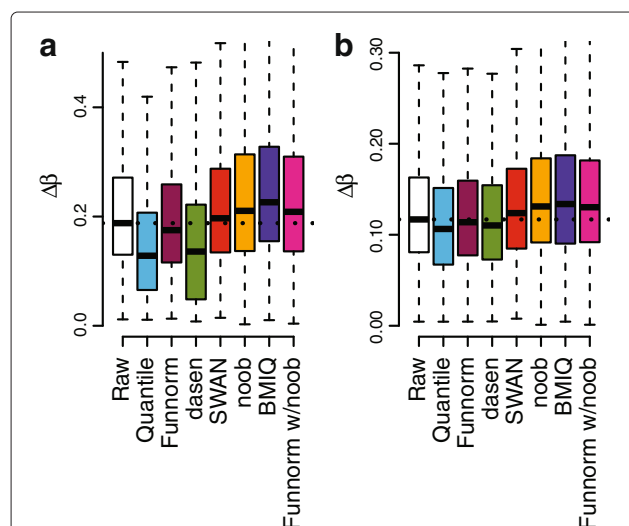 a
Δβ
0.0
0.2
0.4
Raw
Quantile
Funnorm
dasen
SWAN
noob
BMIQ
Funnorm w/noob
b
Δβ
0.00
0.10
0.20
0.30
Raw
Quantile
Funnorm
dasen
SWAN
noob
BMIQ
Funnorm w/noob